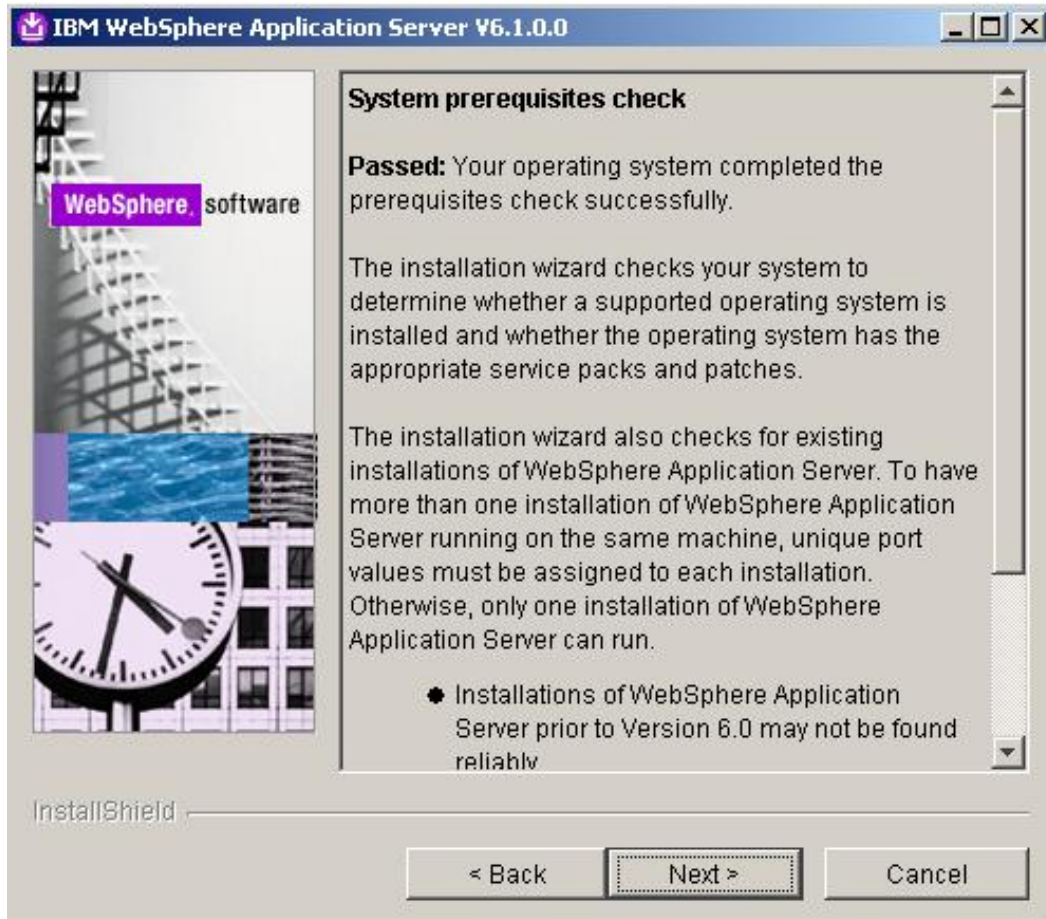 IBM WebSphere Application Server V6.1.0.0
WebSphere. software
System prerequisites check
Passed: Your operating system completed the
prerequisites check successfully.
The installation wizard checks your system to
determine whether a supported operating system is
installed and whether the operating system has the
appropriate service packs and patches.
The installation wizard also checks for existing
installations of WebSphere Application Server. To have
more than one installation of WebSphere Application
Server running on the same machine, unique port
values must be assigned to each installation.
Otherwise, only one installation of WebSphere
Application Server can run.
● Installations of WebSphere Application
Server prior to Version 6.0 may not be found
reliably
InstallShield
< Back
Next >
Cancel